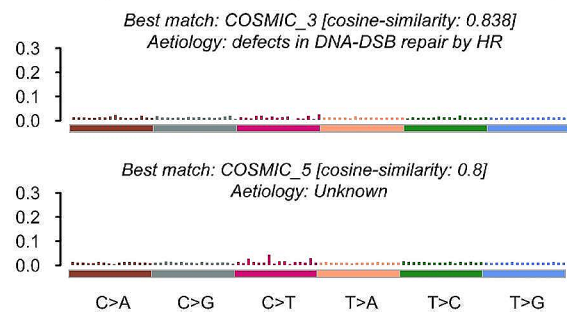 Best match: COSMIC_3 [cosine-similarity: 0.838]
Aetiology: defects in DNA-DSB repair by HR
0.3
0.2
0.1
0.0
Best match: COSMIC_5 [cosine-similarity: 0.8]
Aetiology: Unknown
0.3
0.2
0.1
0.0
C>A C>G C>T T>A T>C T>G